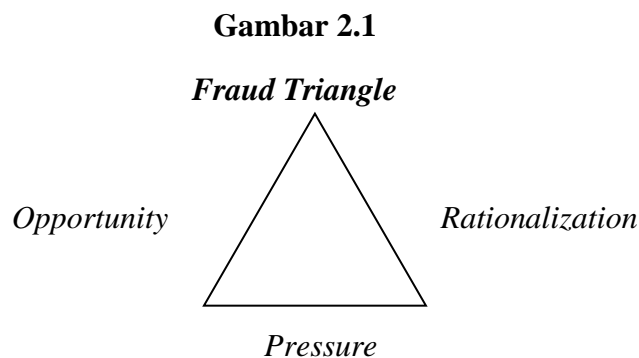 Gambar 2.1
Fraud Triangle
Opportunity
Rationalization
Pressure